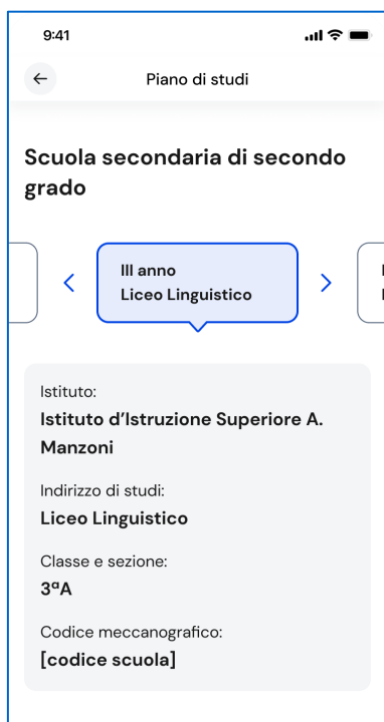 9:41
Piano di studi
Scuola secondaria di secondo
grado
III anno
Liceo Linguistico
Istituto:
Istituto d’Istruzione Superiore A.
Manzoni
Indirizzo di studi:
Liceo Linguistico
Classe e sezione:
3ªA
Codice meccanografico:
[codice scuola]